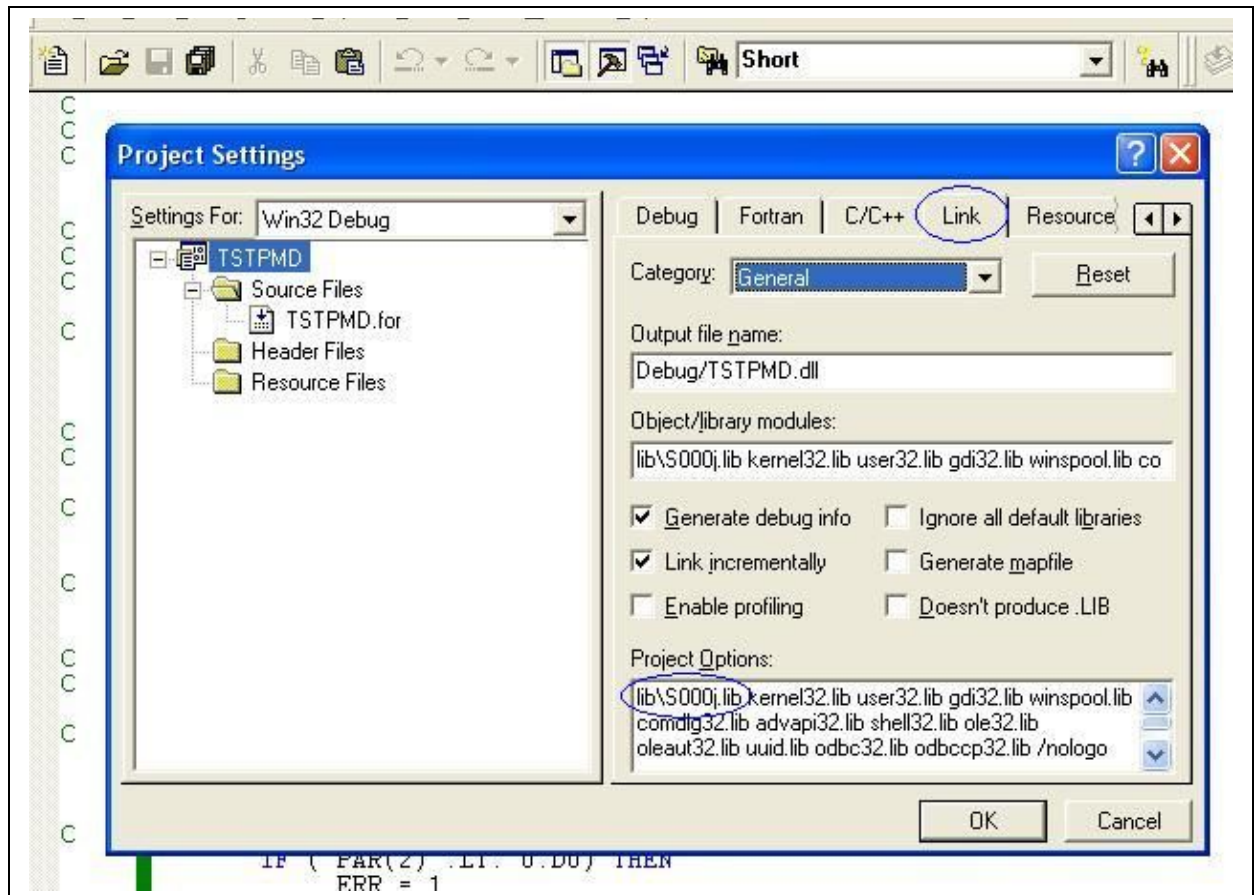 Short
C
C
C
Project Settings
Settings For: Win32 Debug
TSTPMD
Source Files
TSTPMD.for
Header Files
Resource Files
Debug Fortran C/C++ Link Resource
Category: General Reset
Output file name:
Debug/TSTPMD.dll
Object/library modules:
lib\S000j.lib kernel32.lib user32.lib gdi32.lib winspool.lib co
Generate debug info Ignore all default libraries
Link incrementally Generate mapfile
Enable profiling Doesn't produce .LIB
Project Options:
lib\S000j.lib kernel32.lib user32.lib gdi32.lib winspool.lib
comdlg32.lib advapi32.lib shell32.lib ole32.lib
oleaut32.lib uuid.lib odbc32.lib odbccp32.lib /nologo
OK Cancel
C
C
C
C
C
C
C
C
C
C
C
C
IF ( PAR(2) .LT. 0.D0) THEN
ERR = 1